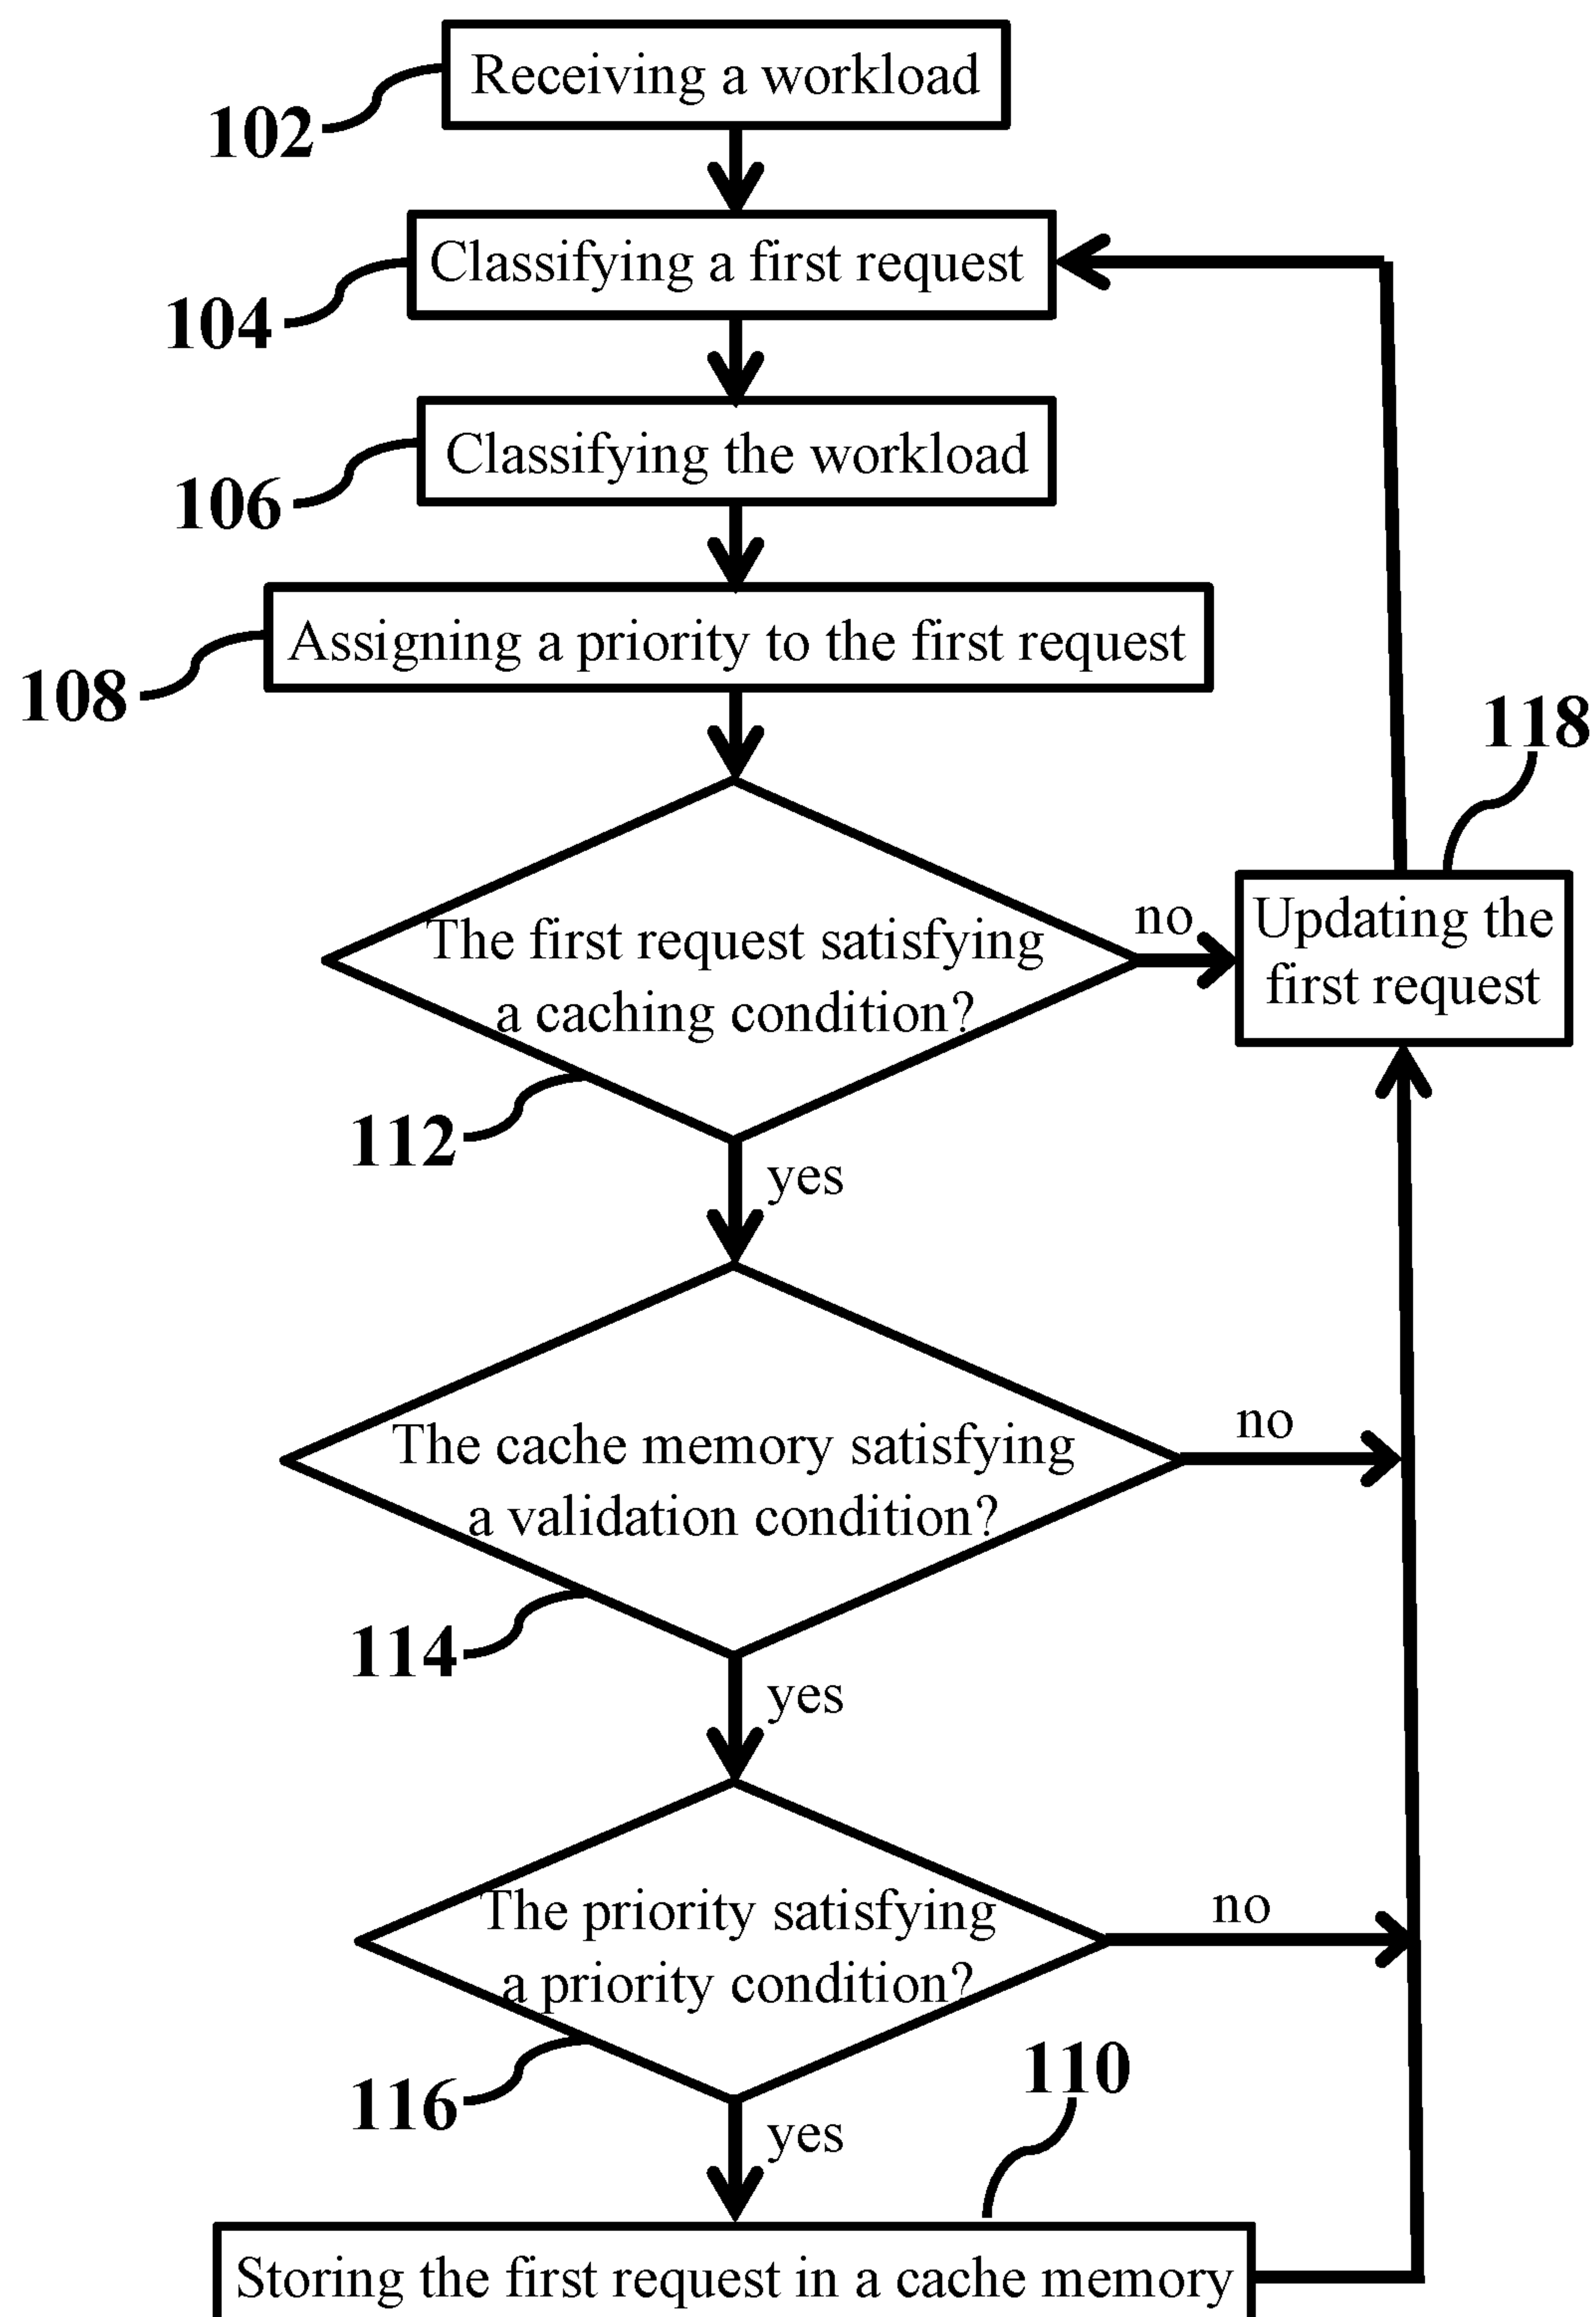 Receiving a workload
102
Classifying a first request
104
Classifying the workload
106
Assigning a priority to the first request
108
118
The first request satisfying
a caching condition?
no
Updating the
first request
112
yes
The cache memory satisfying
a validation condition?
no
114
yes
The priority satisfying
a priority condition?
no
116
110
yes
Storing the first request in a cache memory